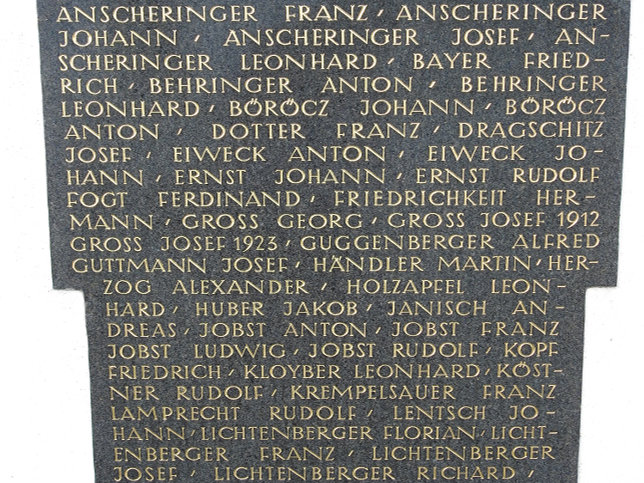 ANSCHERINGER FRANZ, ANSCHERINGER
JOHANN, ANSCHERINGER JOSEF, AN-
SCHERINGER LEONHARD, BAYER FRIED-
RICH, BEHRINGER ANTON, BEHRINGER
LEONHARD, BÖRÖCZ JOHANN, BÖRÖCZ
ANTON, DOTTER FRANZ, DRAGSCHITZ
JOSEF, EIWECK ANTON, EIWECK JO-
HANN, ERNST JOHANN, ERNST RUDOLF
FOGT FERDINAND, FRIEDRICHKEIT HER-
MANN, GROSS GEORG, GROSS JOSEF 1912
GROSS JOSEF 1923, GUGGENBERGER ALFRED
GUTTMANN JOSEF, HÄNDLER MARTIN, HER-
ZOG ALEXANDER, HOLZAPFEL LEON-
HARD, HUBER JAKOB, JANISCH AN-
DREAS, JOBST ANTON, JOBST FRANZ
JOBST LUDWIG, JOBST RUDOLF, KOPF
FRIEDRICH, KLOYBER LEONHARD, KÖST-
NER RUDOLF, KREMPELSAUER FRANZ
LAMPRECHT RUDOLF, LENTSCH JO-
HANN, LICHTENBERGER FLORIAN, LICHT-
ENBERGER FRANZ, LICHTENBERGER
JOSEF, LICHTENBERGER RICHARD,